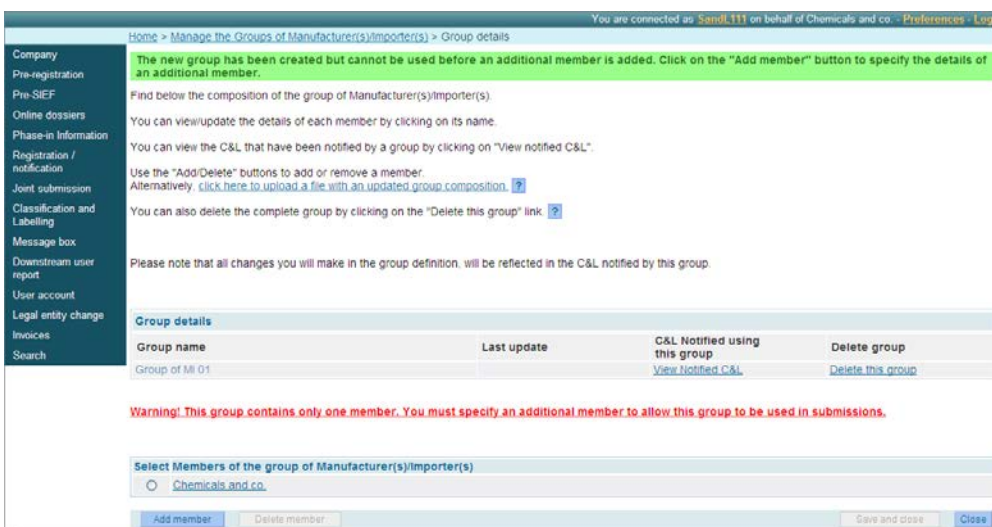 You are connected as SandL111 on behalf of Chemicals and co. - Preferences - Log
Home > Manage the Groups of Manufacturer(s)/Importer(s) > Group details
Company
Pre-registration
Pre-SIEF
Online dossiers
Phase-in Information
Registration /
notification
Joint submission
Classification and
Labelling
Message box
Downstream user
report
User account
Legal entity change
Invoices
Search
The new group has been created but cannot be used before an additional member is added. Click on the "Add member" button to specify the details of
an additional member.
Find below the composition of the group of Manufacturer(s)/Importer(s).
You can view/update the details of each member by clicking on its name.
You can view the C&L that have been notified by a group by clicking on "View notified C&L".
Use the "Add/Delete" buttons to add or remove a member.
Alternatively, click here to upload a file with an updated group composition. ?
You can also delete the complete group by clicking on the "Delete this group" link. ?
Please note that all changes you will make in the group definition, will be reflected in the C&L notified by this group.
Group details
Group name Last update C&L Notified using this group Delete group
Group of MI 01 View Notified C&L Delete this group
Warning! This group contains only one member. You must specify an additional member to allow this group to be used in submissions.
Select Members of the group of Manufacturer(s)/Importer(s)
Chemicals and co.
Add member Delete member Save and close Close